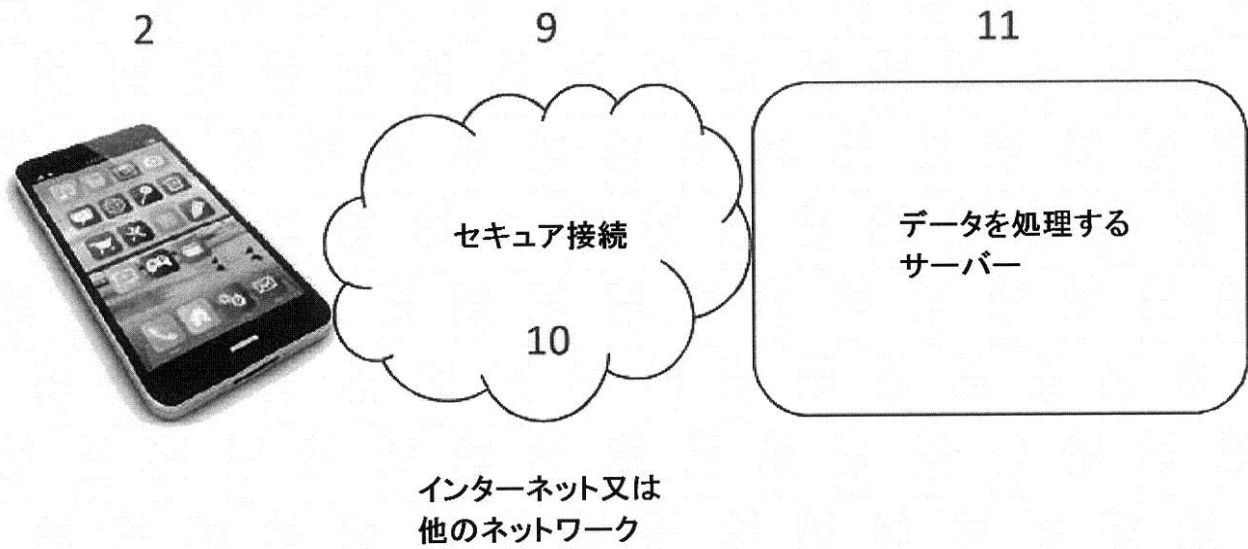 2
9
11
セキュア接続
データを処理する
サーバー
10
インターネット又は
他のネットワーク